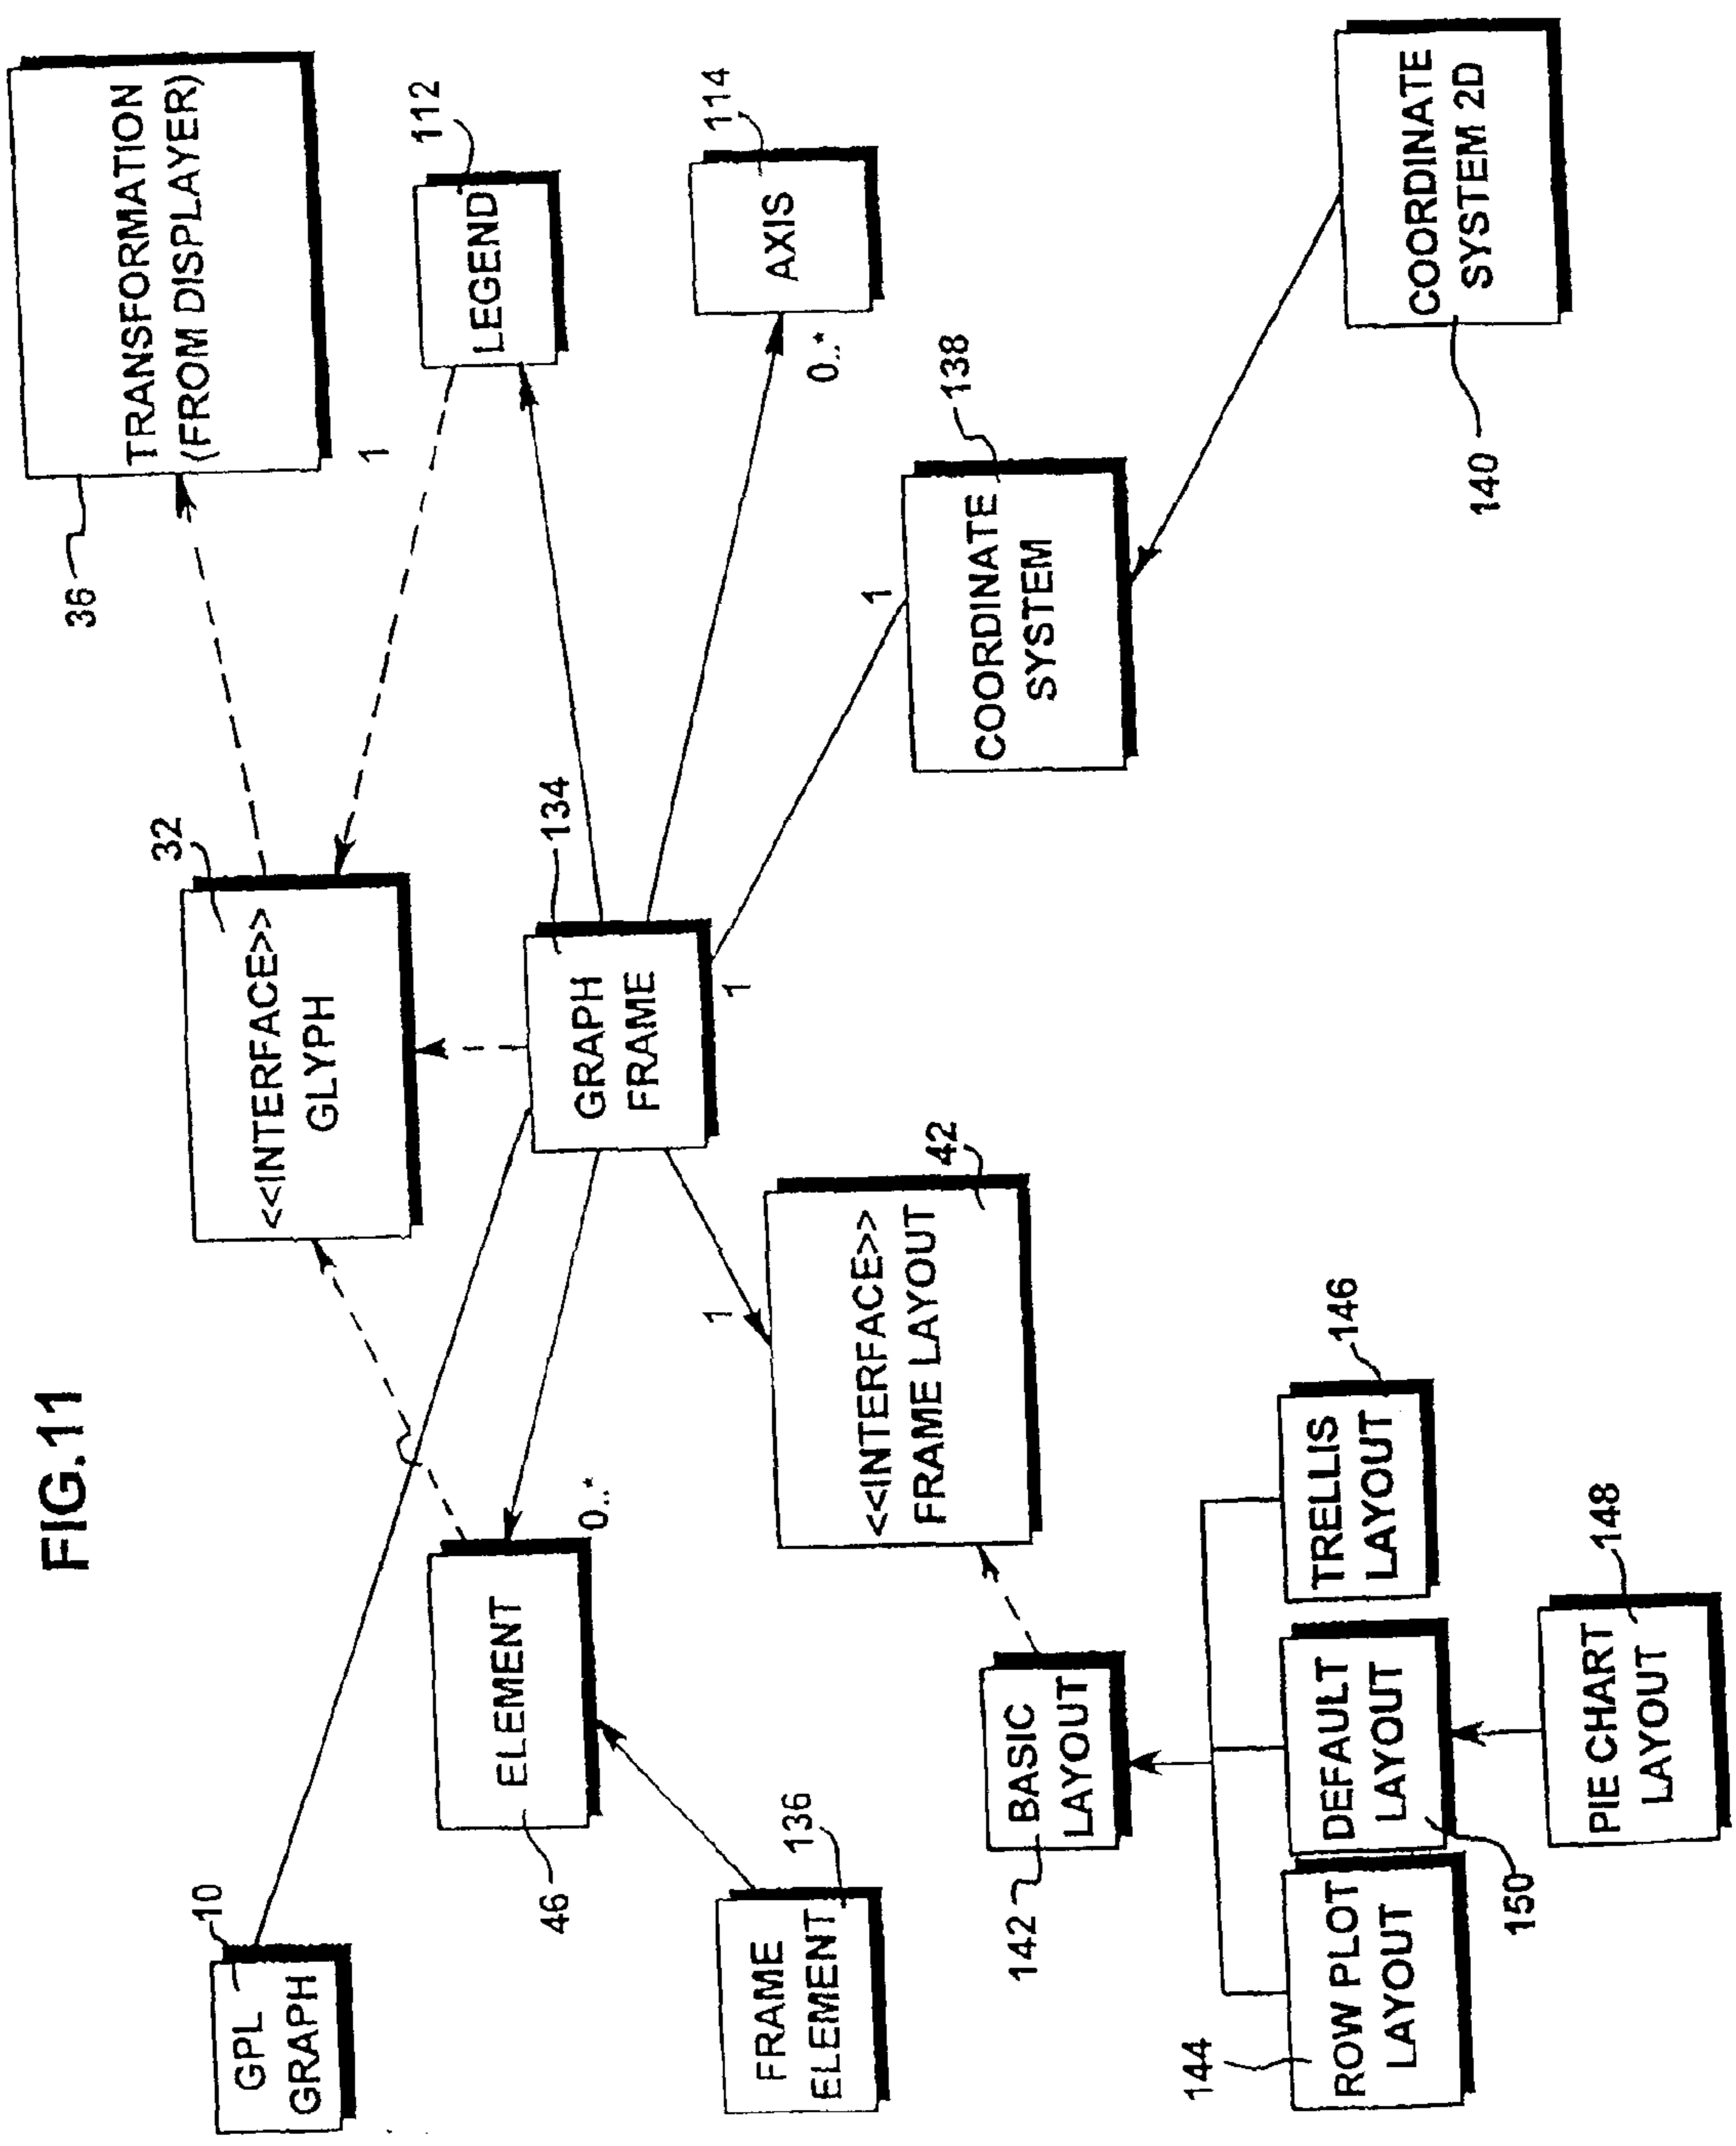 FIG.11
GPL
GRAPH
10
<<INTERFACE>>
GLYPH
32
TRANSFORMATION
(FROM DISPLAYER)
36
1
ELEMENT
46
0..*
GRAPH
FRAME
134
1
LEGEND
112
AXIS
114
0..*
FRAME
ELEMENT
136
<<INTERFACE>>
FRAME LAYOUT
42
1
COORDINATE
SYSTEM
138
1
BASIC
LAYOUT
142
COORDINATE
SYSTEM 2D
140
ROW PLOT
LAYOUT
144
DEFAULT
LAYOUT
150
TRELLIS
LAYOUT
146
PIE CHART
LAYOUT
148